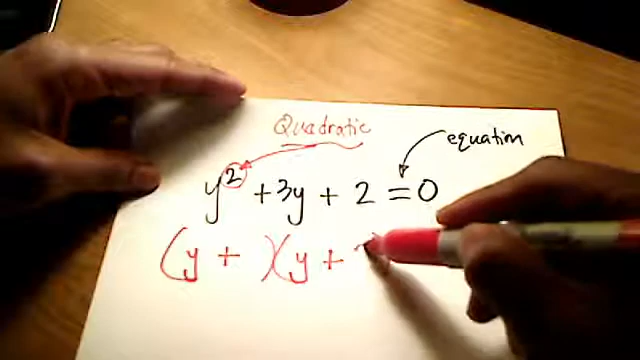 Quadratic
equation
y² + 3y + 2 = 0
(y + )(y +